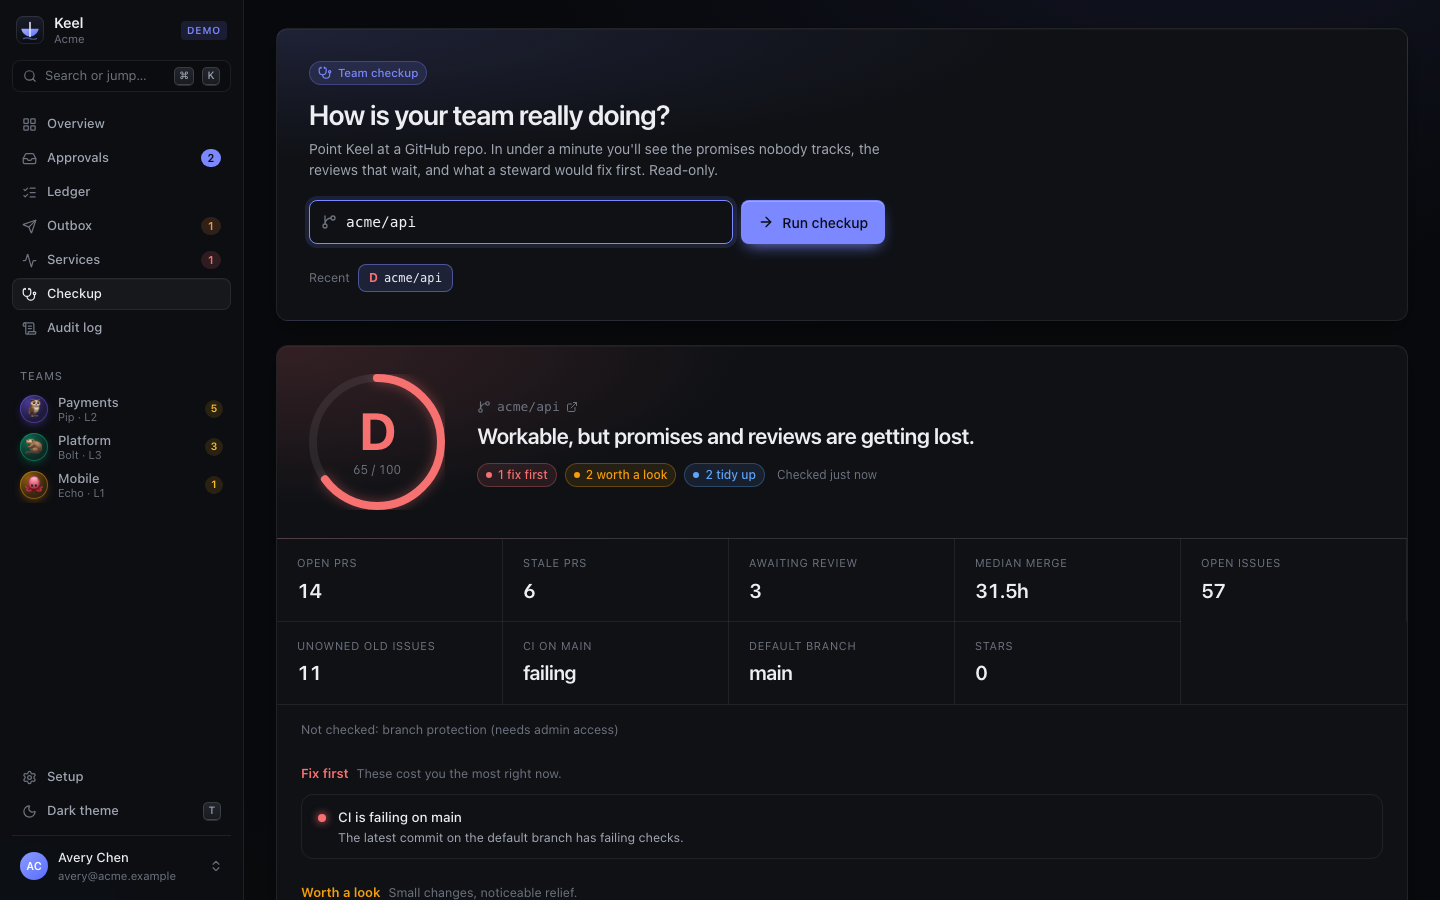 Keel
Acme
DEMO
Search or jump...
⌘ K
Overview
Approvals 2
Ledger
Outbox 1
Services 1
Checkup
Audit log
TEAMS
Payments
Pip · L2
5
Platform
Bolt · L3
3
Mobile
Echo · L1
1
Setup
Dark theme T
AC
Avery Chen
avery@acme.example
Team checkup
How is your team really doing?
Point Keel at a GitHub repo. In under a minute you'll see the promises nobody tracks, the
reviews that wait, and what a steward would fix first. Read-only.
acme/api
Run checkup
Recent D acme/api
D
65 / 100
acme/api
Workable, but promises and reviews are getting lost.
1 fix first 2 worth a look 2 tidy up Checked just now
OPEN PRS
14
STALE PRS
6
AWAITING REVIEW
3
MEDIAN MERGE
31.5h
OPEN ISSUES
57
UNOWNED OLD ISSUES
11
CI ON MAIN
failing
DEFAULT BRANCH
main
STARS
0
Not checked: branch protection (needs admin access)
Fix first These cost you the most right now.
CI is failing on main
The latest commit on the default branch has failing checks.
Worth a look Small changes, noticeable relief.